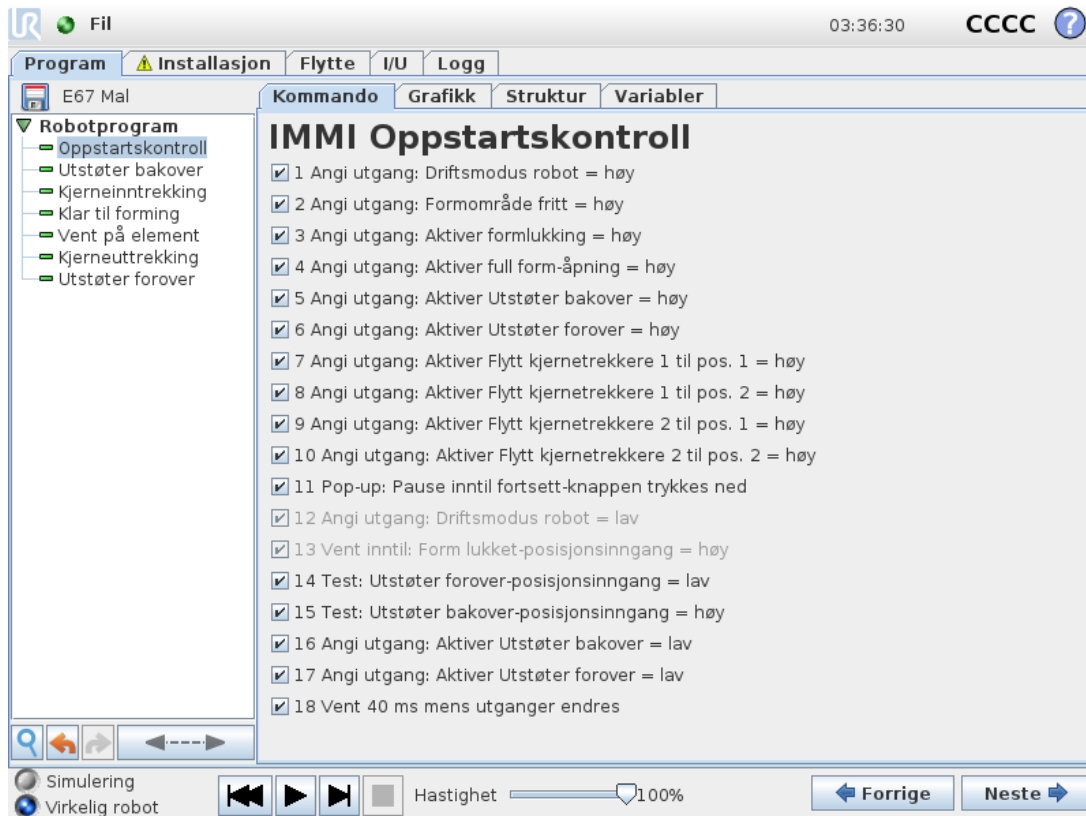 UR Fil 03:36:30 CCCC ?
Program Installasjon Flytte I/U Logg
E67 Mal
Kommando Grafikk Struktur Variabler
Robotprogram
Oppstartskontroll
Utstøter bakover
Kjerneinntrekking
Klar til forming
Vent på element
Kjerneuttrekking
Utstøter forover
IMMI Oppstartskontroll
1 Angi utgang: Driftsmodus robot = høy
2 Angi utgang: Formområde fritt = høy
3 Angi utgang: Aktiver formlukking = høy
4 Angi utgang: Aktiver full form-åpning = høy
5 Angi utgang: Aktiver Utstøter bakover = høy
6 Angi utgang: Aktiver Utstøter forover = høy
7 Angi utgang: Aktiver Flytt kjernetrekkere 1 til pos. 1 = høy
8 Angi utgang: Aktiver Flytt kjernetrekkere 1 til pos. 2 = høy
9 Angi utgang: Aktiver Flytt kjernetrekkere 2 til pos. 1 = høy
10 Angi utgang: Aktiver Flytt kjernetrekkere 2 til pos. 2 = høy
11 Pop-up: Pause inntil fortsett-knappen trykkes ned
12 Angi utgang: Driftsmodus robot = lav
13 Vent inntil: Form lukket-posisjonsinngang = høy
14 Test: Utstøter forover-posisjonsinngang = lav
15 Test: Utstøter bakover-posisjonsinngang = høy
16 Angi utgang: Aktiver Utstøter bakover = lav
17 Angi utgang: Aktiver Utstøter forover = lav
18 Vent 40 ms mens utganger endres
Simulering
Virkelig robot
Hastighet 100%
Forrige Neste